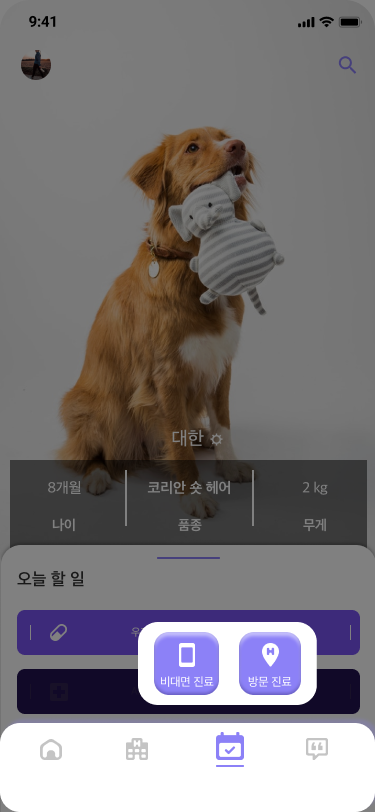 9:41
대한
8개월
코리안 숏 헤어
2 kg
나이
품종
무게
오늘 할 일
비대면 진료
방문 진료